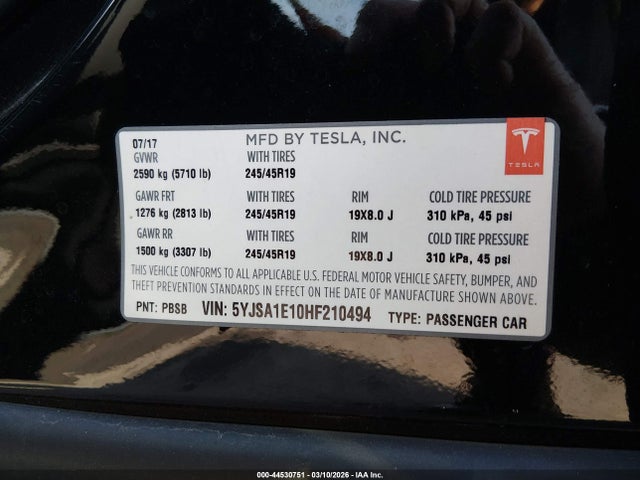 07/17 MFD BY TESLA, INC.
GVWR WITH TIRES
2590 kg (5710 lb) 245/45R19
TESLA
GAWR FRT WITH TIRES RIM COLD TIRE PRESSURE
1276 kg (2813 lb) 245/45R19 19X8.0 J 310 kPa, 45 psi
GAWR RR WITH TIRES RIM COLD TIRE PRESSURE
1500 kg (3307 lb) 245/45R19 19X8.0 J 310 kPa, 45 psi
THIS VEHICLE CONFORMS TO ALL APPLICABLE U.S. FEDERAL MOTOR VEHICLE SAFETY, BUMPER, AND
THEFT PREVENTION STANDARDS IN EFFECT ON THE DATE OF MANUFACTURE SHOWN ABOVE.
PNT: PBSB VIN: 5YJSA1E10HF210494 TYPE: PASSENGER CAR
000-44530751 - 03/10/2026 - IAA Inc.